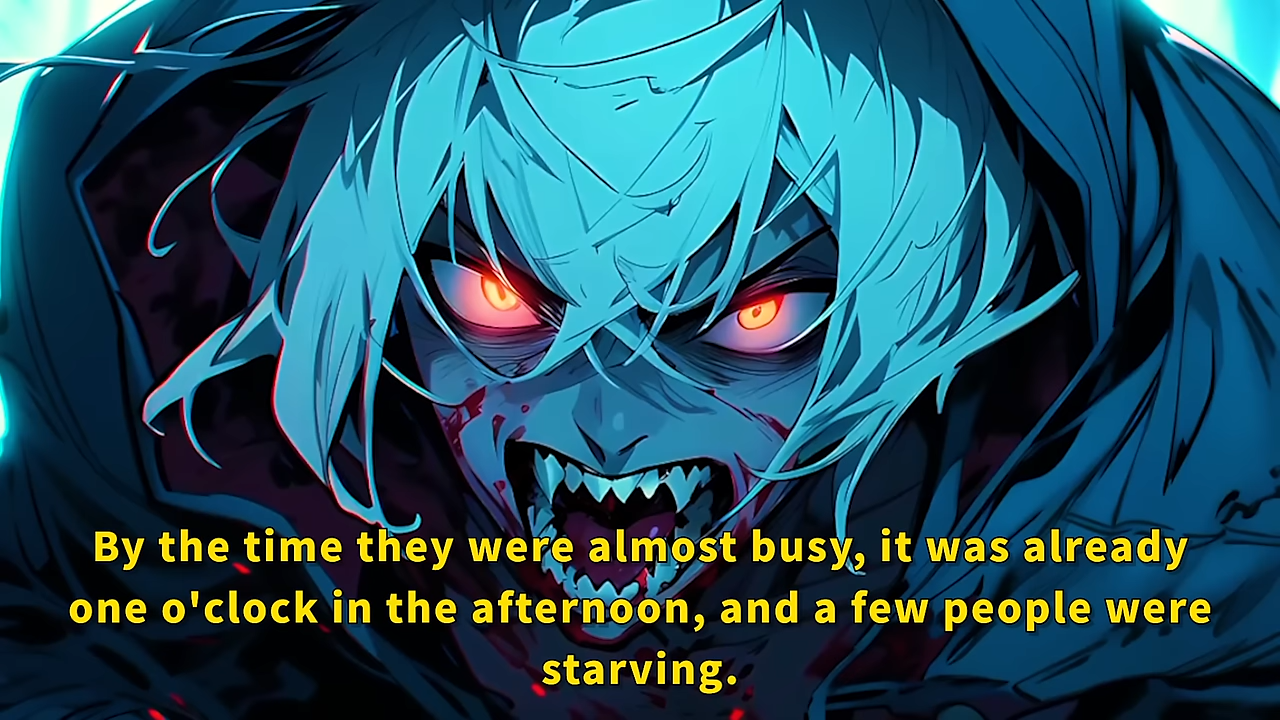 By the time they were almost busy, it was already
one o'clock in the afternoon, and a few people were
starving.